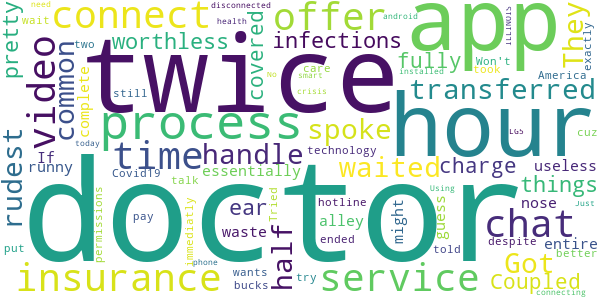 disconnected
need
health
android
connect
offer
app
pretty
wait
two
covered
They
ILLINOIS
Won't
exactly
worthless
infections
care
fully
cook
America
video
common
complete
twice
still
No
smart
crisis
installed
transferred
today
process
spoke
hour
LG5
cuz
rudest
If
time
handle
technology
waited
charge
useless
runny
essentially
things
Covid19
talk
hotline
ear
nose
permissions
immediatly
pay
alley
might
guess
chat
entire
Tried
Using
Just
doctor
told
despite
put
waste
half
ended
Got
better
phone
wants
bucks
try
insurance
service
Coupled
connecting